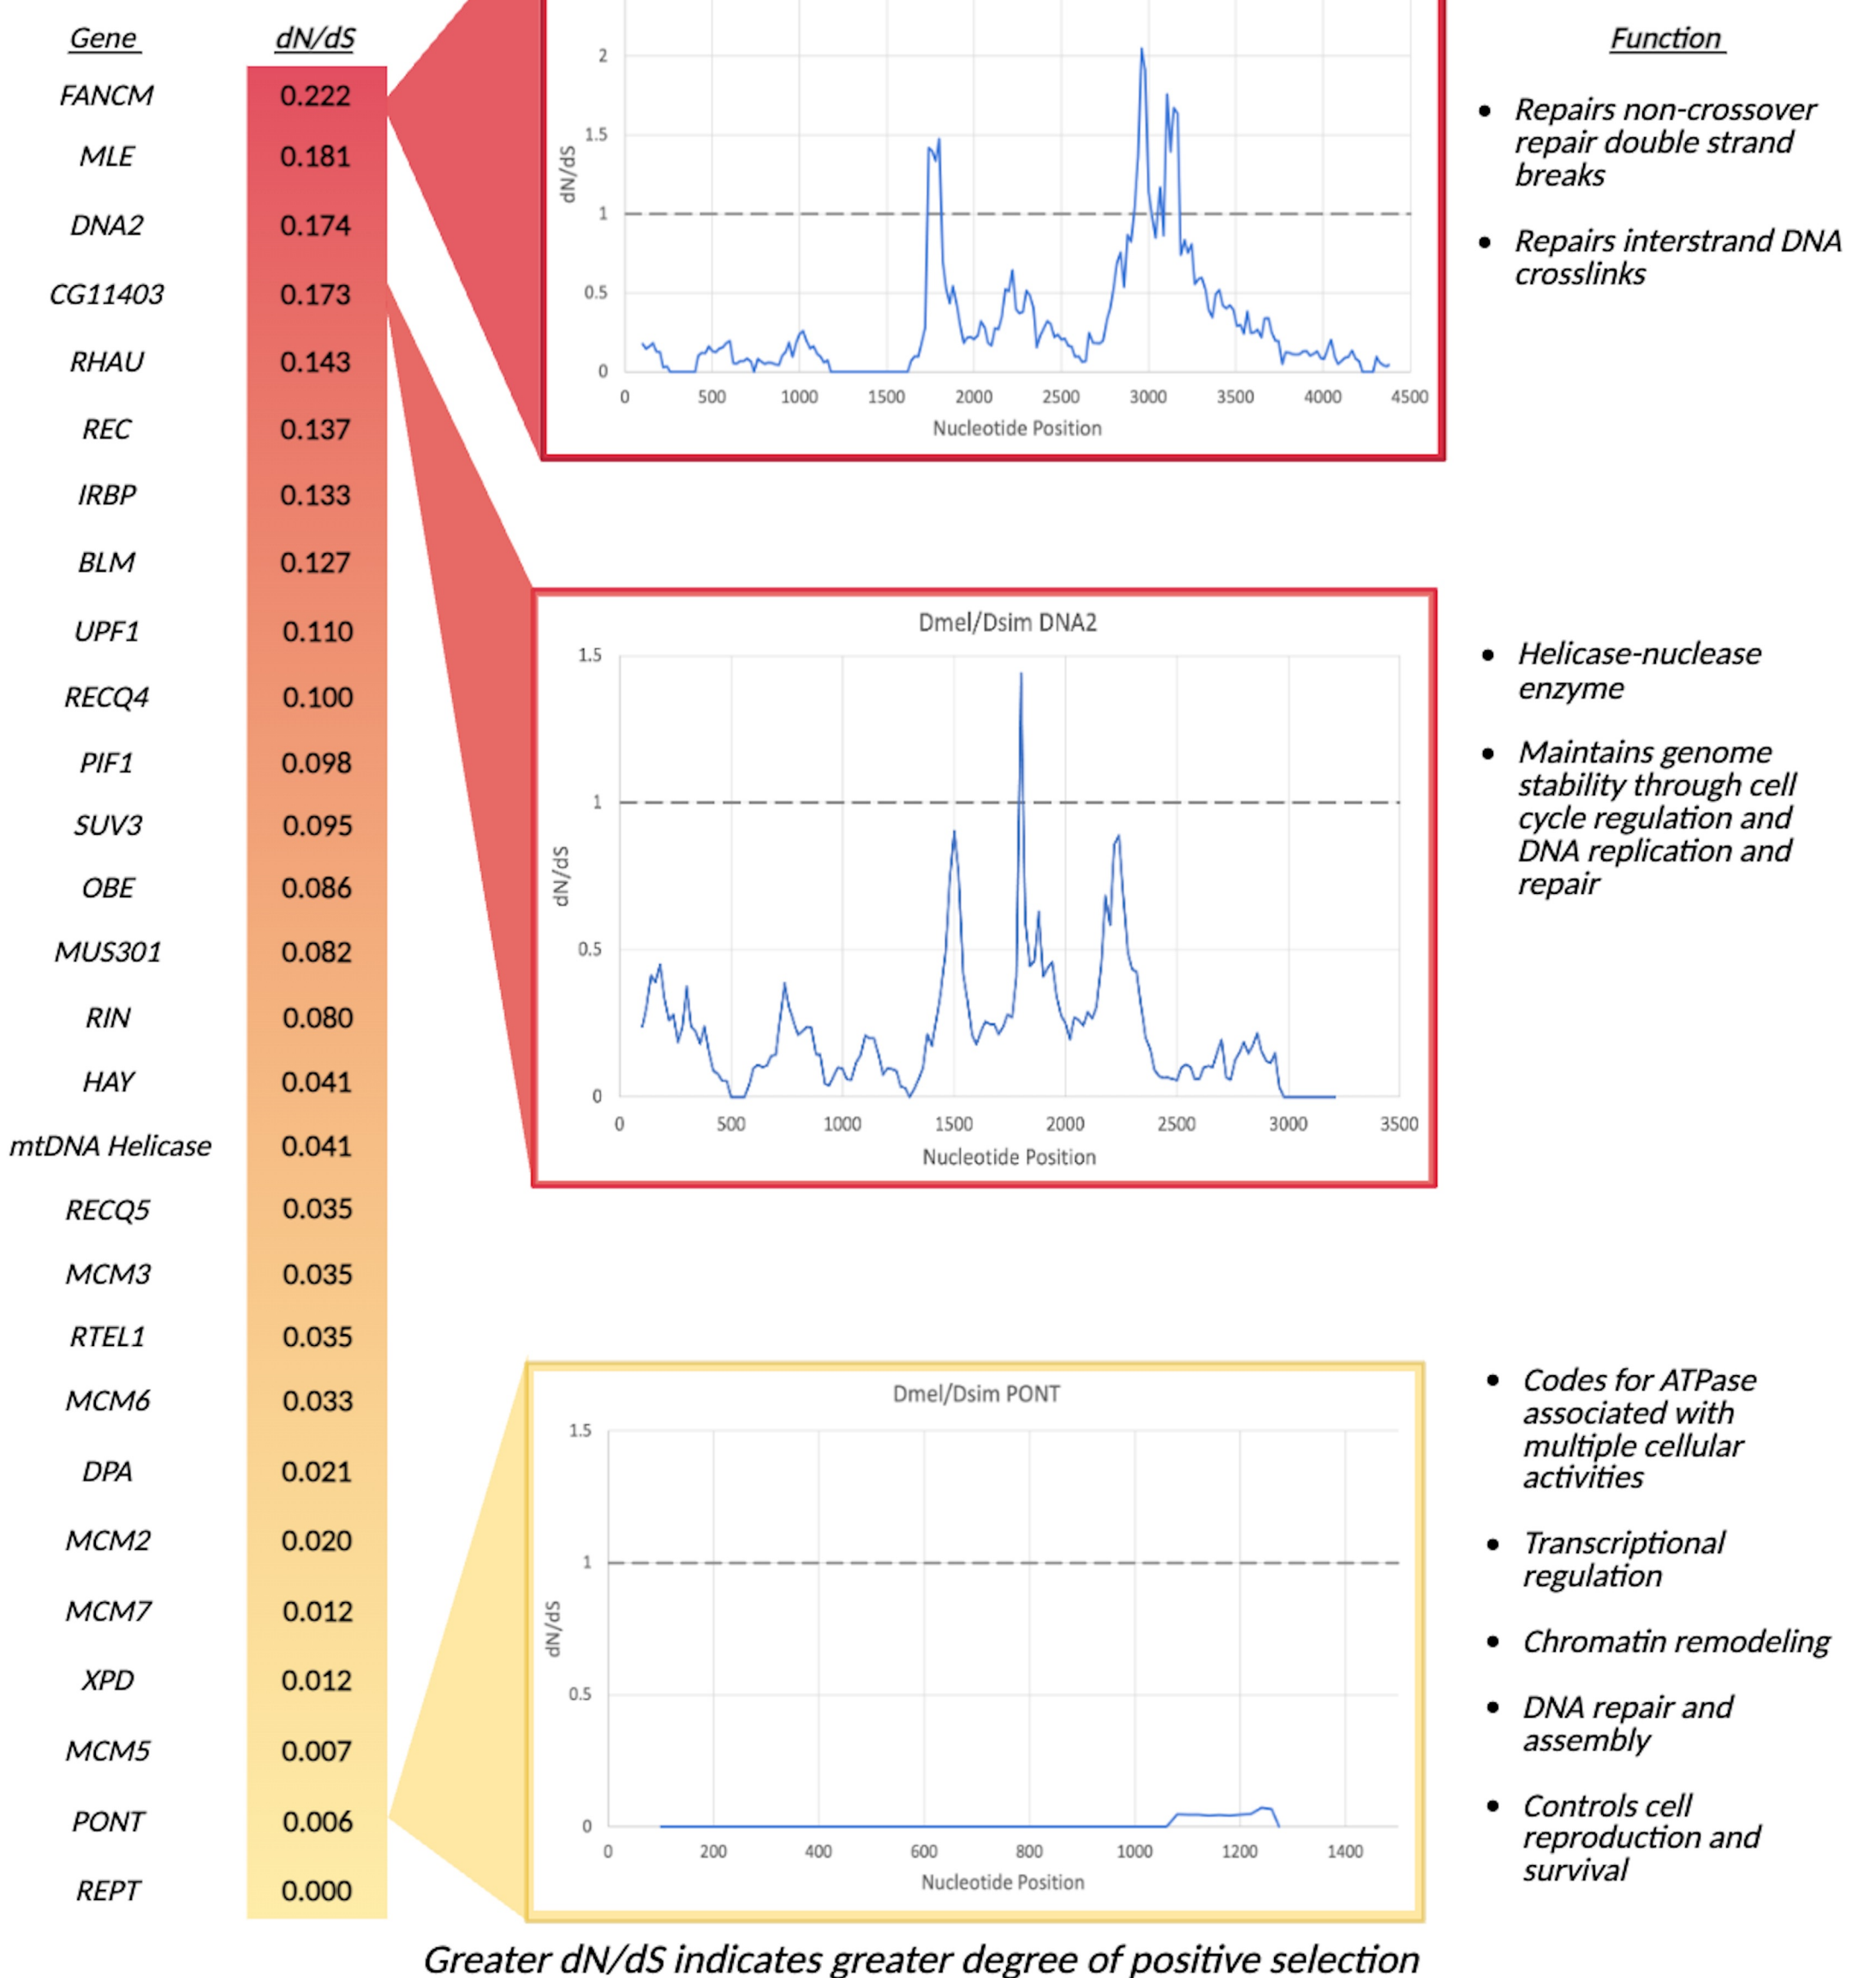 Gene dN/dS
FANCM 0.222
MLE 0.181
DNA2 0.174
CG11403 0.173
RHAU 0.143
REC 0.137
IRBP 0.133
BLM 0.127
UPF1 0.110
RECQ4 0.100
PIF1 0.098
SUV3 0.095
OBE 0.086
MUS301 0.082
RIN 0.080
HAY 0.041
mtDNA Helicase 0.041
RECQ5 0.035
MCM3 0.035
RTEL1 0.035
MCM6 0.033
DPA 0.021
MCM2 0.020
MCM7 0.012
XPD 0.012
MCM5 0.007
PONT 0.006
REPT 0.000
2
1.5
1
0.5
0
dN/dS
0 500 1000 1500 2000 2500 3000 3500 4000 4500
Nucleotide Position
Dmel/Dsim DNA2
1.5
1
0.5
0
dN/dS
0 500 1000 1500 2000 2500 3000 3500
Nucleotide Position
Dmel/Dsim PONT
1.5
1
0.5
0
dN/dS
0 200 400 600 800 1000 1200 1400
Nucleotide Position
Function
• Repairs non-crossover
repair double strand
breaks
• Repairs interstrand DNA
crosslinks
• Helicase-nuclease
enzyme
• Maintains genome
stability through cell
cycle regulation and
DNA replication and
repair
• Codes for ATPase
associated with
multiple cellular
activities
• Transcriptional
regulation
• Chromatin remodeling
• DNA repair and
assembly
• Controls cell
reproduction and
survival
Greater dN/dS indicates greater degree of positive selection